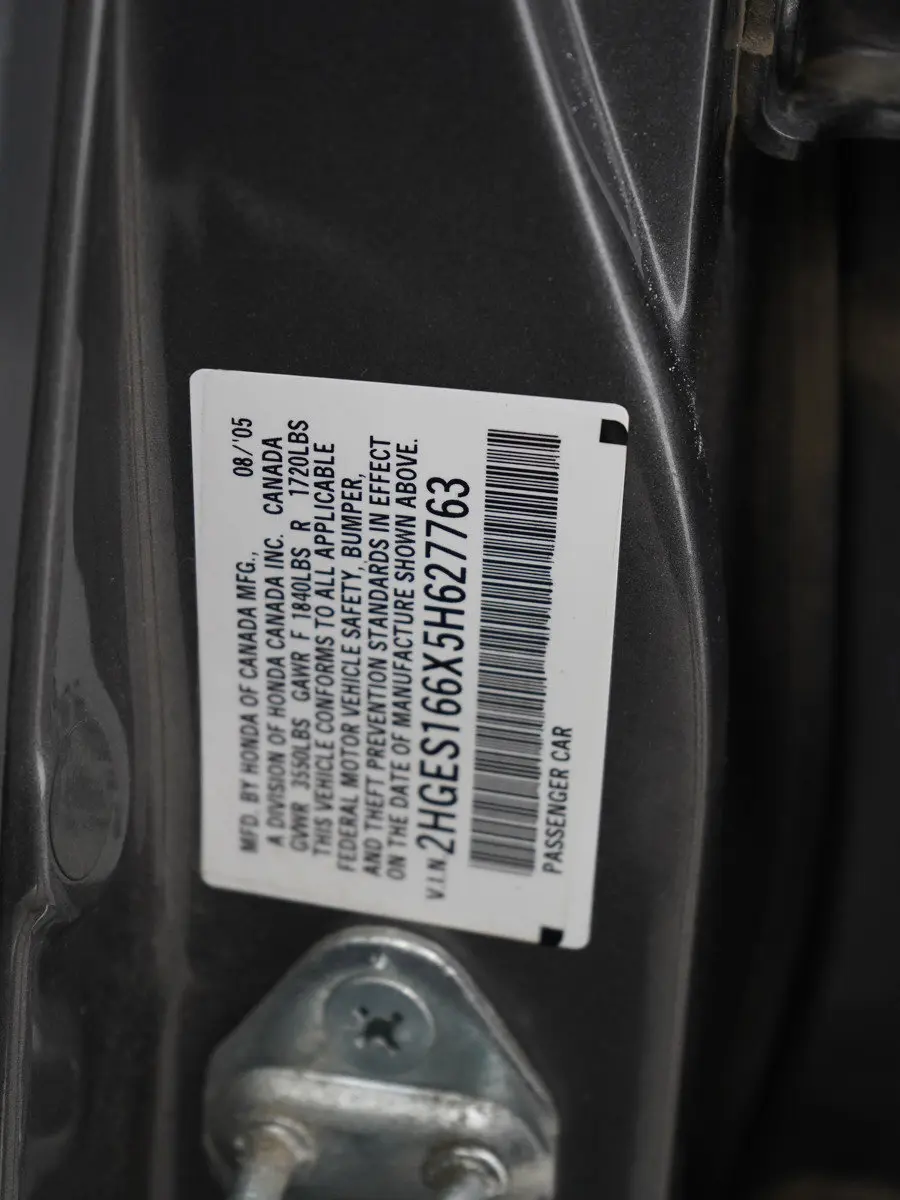 MFD. BY HONDA OF CANADA MFG., 08/'05
A DIVISION OF HONDA CANADA INC. CANADA
GVWR 3550LBS GAWR F 1840LBS R 1720LBS
THIS VEHICLE CONFORMS TO ALL APPLICABLE
FEDERAL MOTOR VEHICLE SAFETY, BUMPER,
AND THEFT PREVENTION STANDARDS IN EFFECT
ON THE DATE OF MANUFACTURE SHOWN ABOVE.
V.I.N. 2HGES166X5H627763
PASSENGER CAR